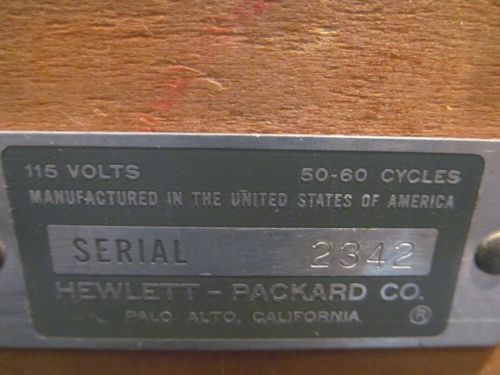 115 VOLTS 50-60 CYCLES
MANUFACTURED IN THE UNITED STATES OF AMERICA
SERIAL 2342
HEWLETT-PACKARD CO.
PALO ALTO, CALIFORNIA ®